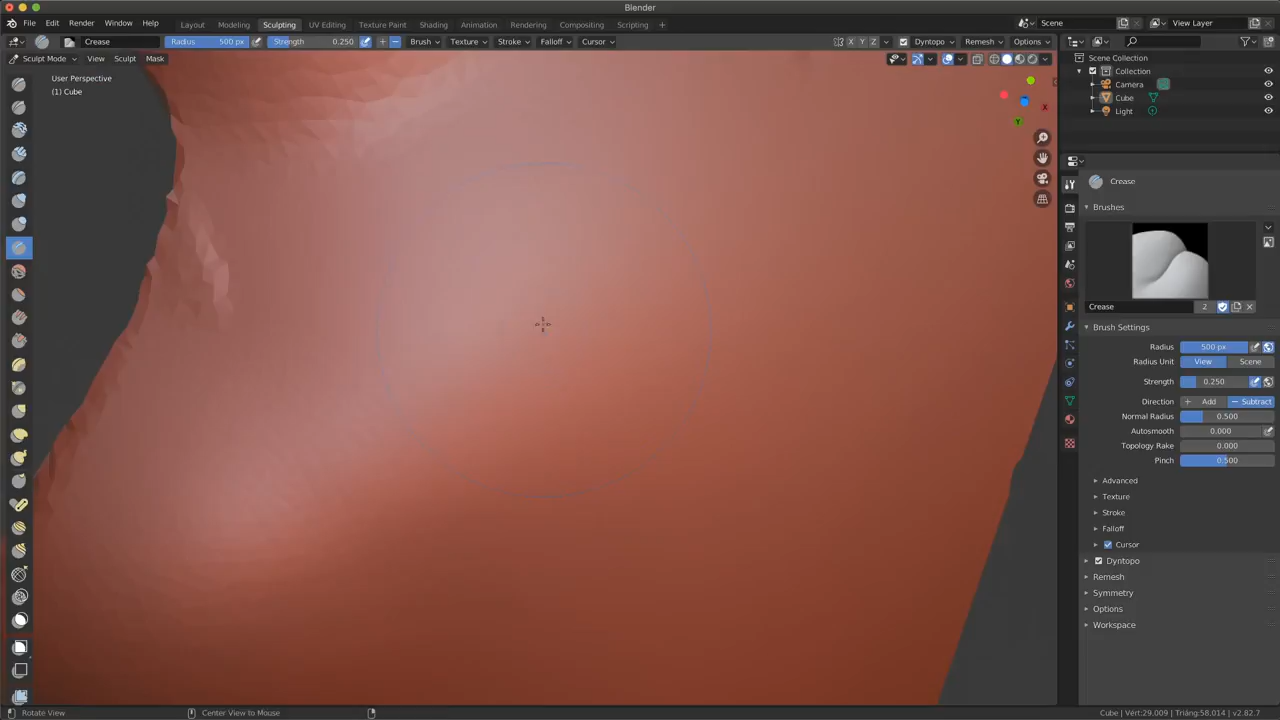 Blender
File Edit Render Window Help
Layout Modeling Sculpting UV Editing Texture Paint Shading Animation Rendering Compositing Scripting +
Scene
View Layer
Crease
Radius 500 px
Strength 0.250
Brush Texture Stroke Falloff Cursor
X Y Z
Dyntopo Remesh Options
Sculpt Mode View Sculpt Mask
User Perspective
(1) Cube
X
Y
Scene Collection
Collection
Camera
Cube
Light
Crease
Brushes
Crease 2
Brush Settings
Radius 500 px
Radius Unit View Scene
Strength 0.250
Direction + Add − Subtract
Normal Radius 0.500
Autosmooth 0.000
Topology Rake 0.000
Pinch 0.500
Advanced
Texture
Stroke
Falloff
Cursor
Dyntopo
Remesh
Symmetry
Options
Workspace
Rotate View
Center View to Mouse
Cube | Vért:29.009 | Triâng:58.014 | v2.82.7